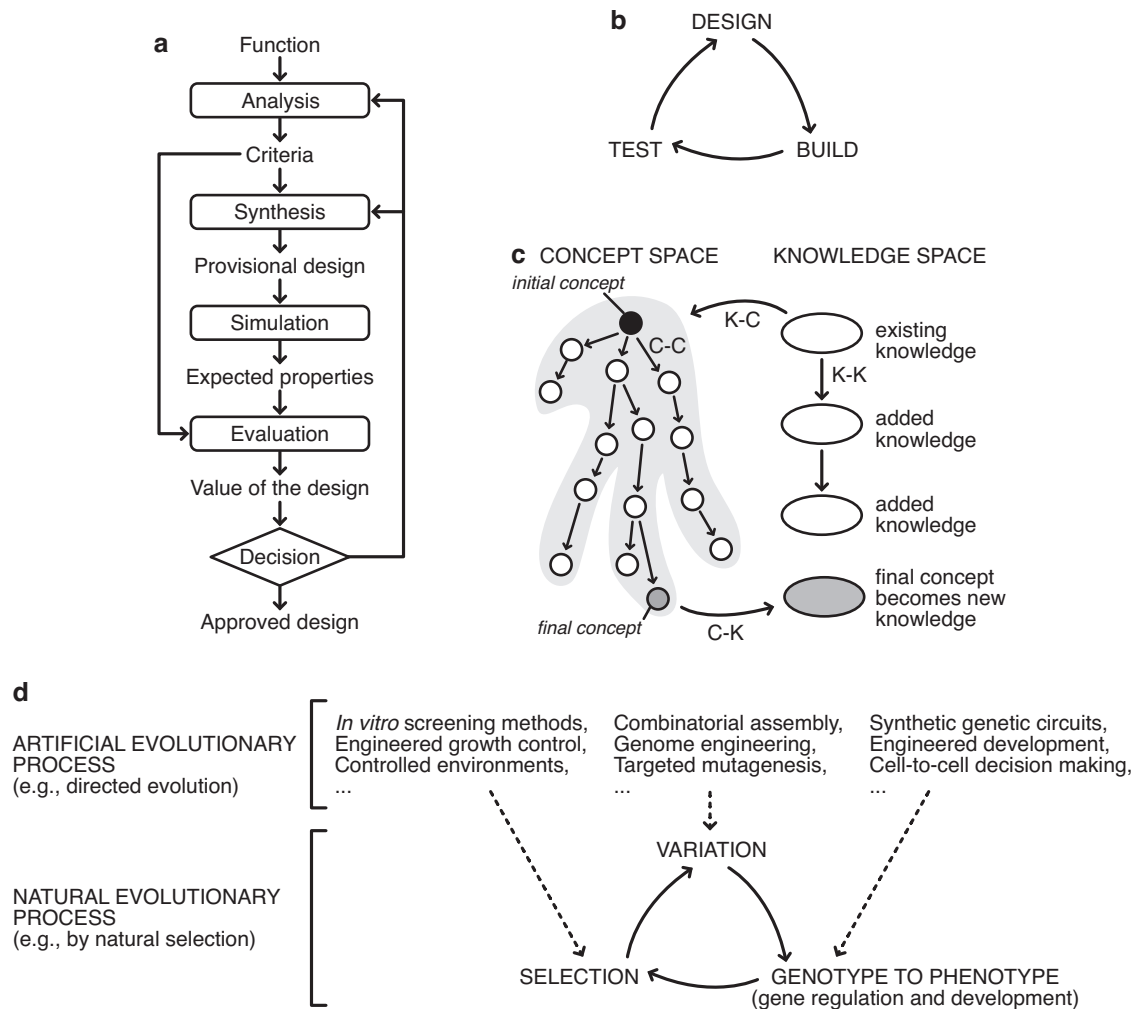 a
Function
Analysis
Criteria
Synthesis
Provisional design
Simulation
Expected properties
Evaluation
Value of the design
Decision
Approved design
b
DESIGN
TEST
BUILD
c CONCEPT SPACE
KNOWLEDGE SPACE
initial concept
K-C
C-C
existing
knowledge
K-K
added
knowledge
added
knowledge
final concept
becomes new
knowledge
final concept
C-K
d
ARTIFICIAL EVOLUTIONARY
PROCESS
(e.g., directed evolution)
In vitro screening methods,
Engineered growth control,
Controlled environments,
...
Combinatorial assembly,
Genome engineering,
Targeted mutagenesis,
...
Synthetic genetic circuits,
Engineered development,
Cell-to-cell decision making,
...
NATURAL EVOLUTIONARY
PROCESS
(e.g., by natural selection)
VARIATION
SELECTION
GENOTYPE TO PHENOTYPE
(gene regulation and development)